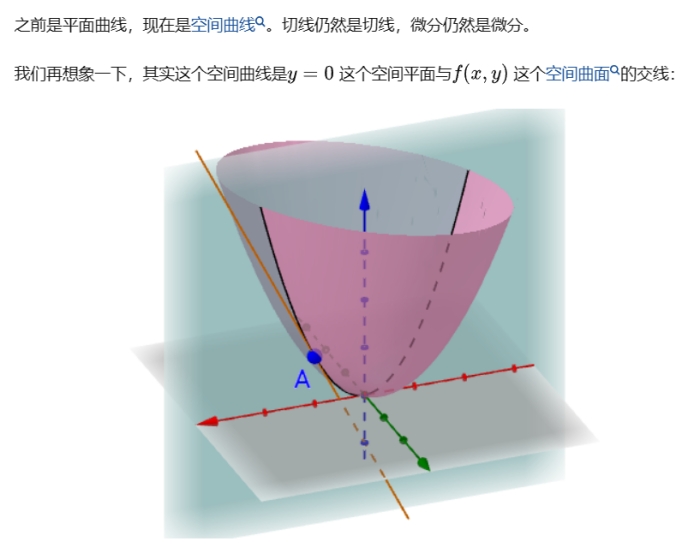 之前是平面曲线，现在是空间曲线。切线仍然是切线，微分仍然是微分。
我们再想象一下，其实这个空间曲线是y = 0 这个空间平面与f(x, y) 这个空间曲面的交线：
A